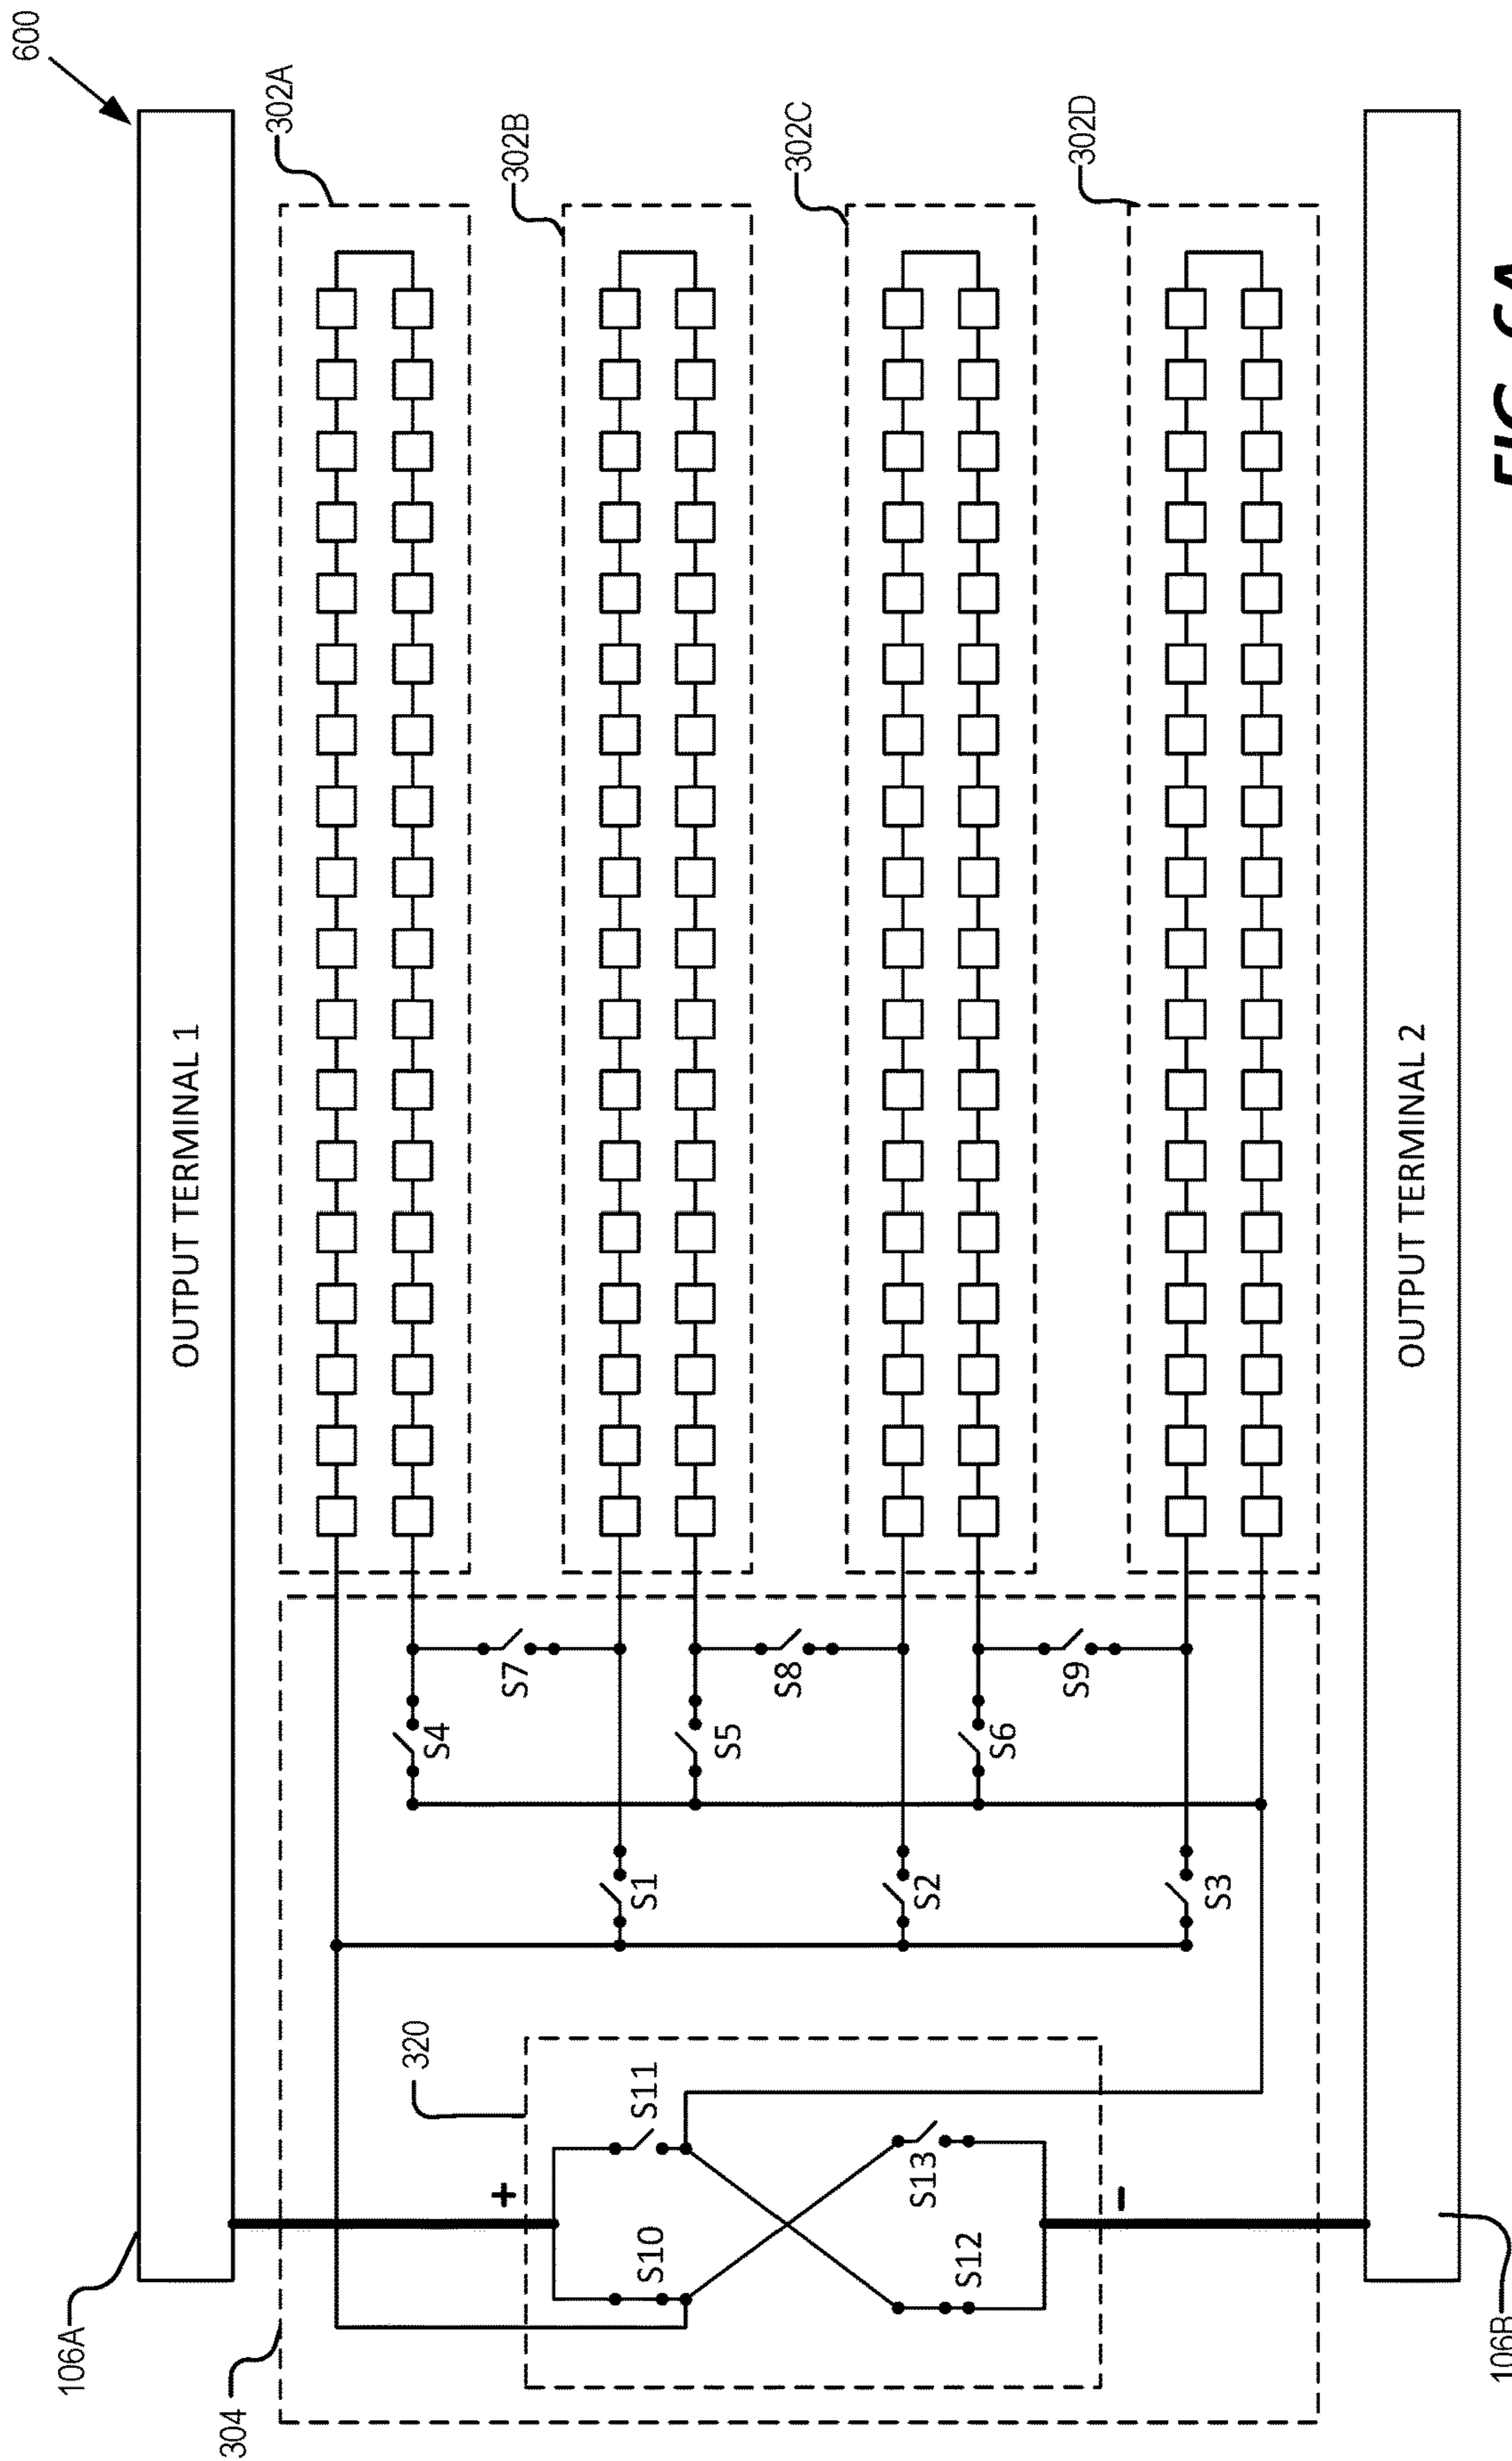 600
106A
OUTPUT TERMINAL 1
302A
302B
302C
302D
304
320
+
S10
S11
S12
S13
-
S1
S2
S3
S4
S5
S6
S7
S8
S9
OUTPUT TERMINAL 2
106B